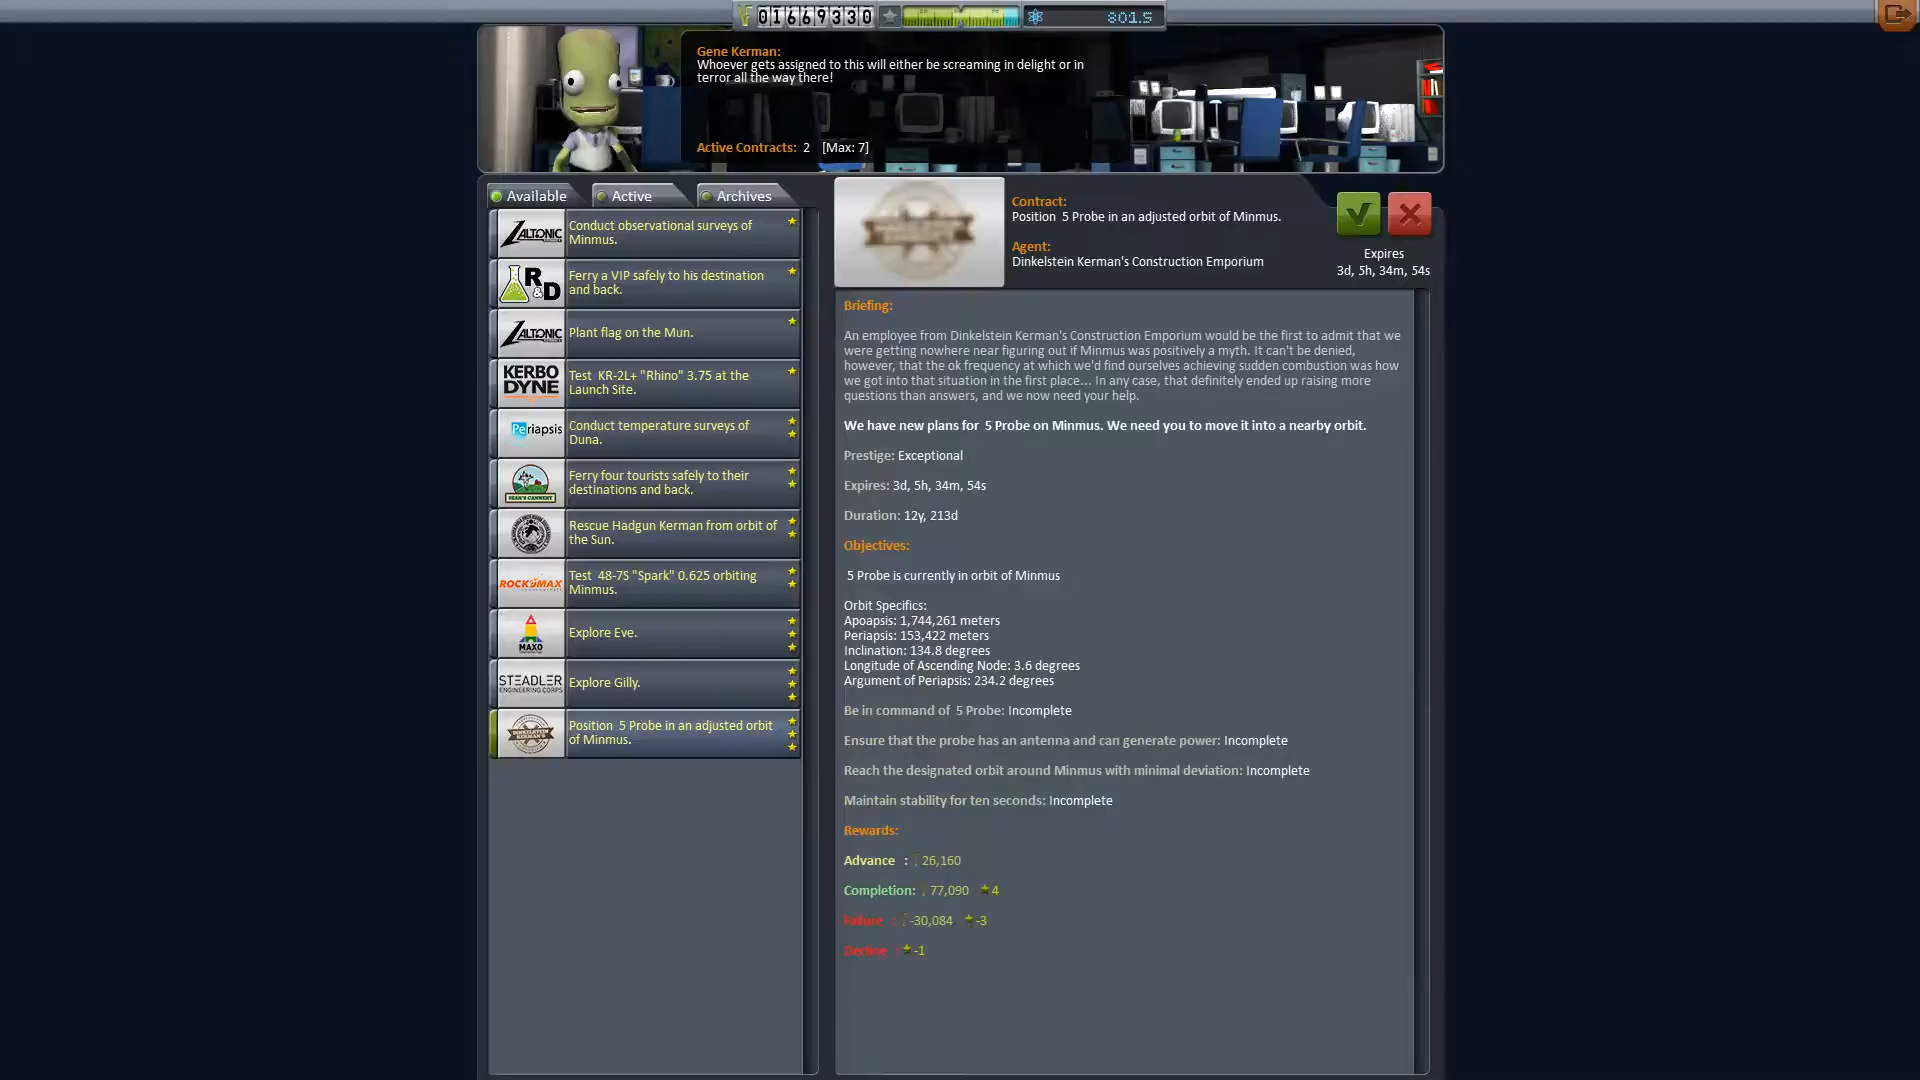 01669330
801.5
Gene Kerman:
Whoever gets assigned to this will either be screaming in delight or in
terror all the way there!
Active Contracts: 2 [Max: 7]
Available
Active
Archives
ZALTONIC
Conduct observational surveys of
Minmus.
R&D
Ferry a VIP safely to his destination
and back.
ZALTONIC
Plant flag on the Mun.
KERBO
DYNE
Test KR-2L+ "Rhino" 3.75 at the
Launch Site.
Periapsis
Conduct temperature surveys of
Duna.
SEAN'S CANNERY
Ferry four tourists safely to their
destinations and back.
Rescue Hadgun Kerman from orbit of
the Sun.
ROCKOMAX
Test 48-7S "Spark" 0.625 orbiting
Minmus.
MAXO
Explore Eve.
STEADLER
ENGINEERING CORPS
Explore Gilly.
DINKELSTEIN
KERMAN'S
Position 5 Probe in an adjusted orbit
of Minmus.
Contract:
Position 5 Probe in an adjusted orbit of Minmus.
Agent:
Dinkelstein Kerman's Construction Emporium
Expires
3d, 5h, 34m, 54s
Briefing:
An employee from Dinkelstein Kerman's Construction Emporium would be the first to admit that we
were getting nowhere near figuring out if Minmus was positively a myth. It can't be denied,
however, that the ok frequency at which we'd find ourselves achieving sudden combustion was how
we got into that situation in the first place... In any case, that definitely ended up raising more
questions than answers, and we now need your help.
We have new plans for 5 Probe on Minmus. We need you to move it into a nearby orbit.
Prestige: Exceptional
Expires: 3d, 5h, 34m, 54s
Duration: 12y, 213d
Objectives:
5 Probe is currently in orbit of Minmus
Orbit Specifics:
Apoapsis: 1,744,261 meters
Periapsis: 153,422 meters
Inclination: 134.8 degrees
Longitude of Ascending Node: 3.6 degrees
Argument of Periapsis: 234.2 degrees
Be in command of 5 Probe: Incomplete
Ensure that the probe has an antenna and can generate power: Incomplete
Reach the designated orbit around Minmus with minimal deviation: Incomplete
Maintain stability for ten seconds: Incomplete
Rewards:
Advance : 26,160
Completion: 77,090 4
Failure : -30,084 -3
Decline : -1